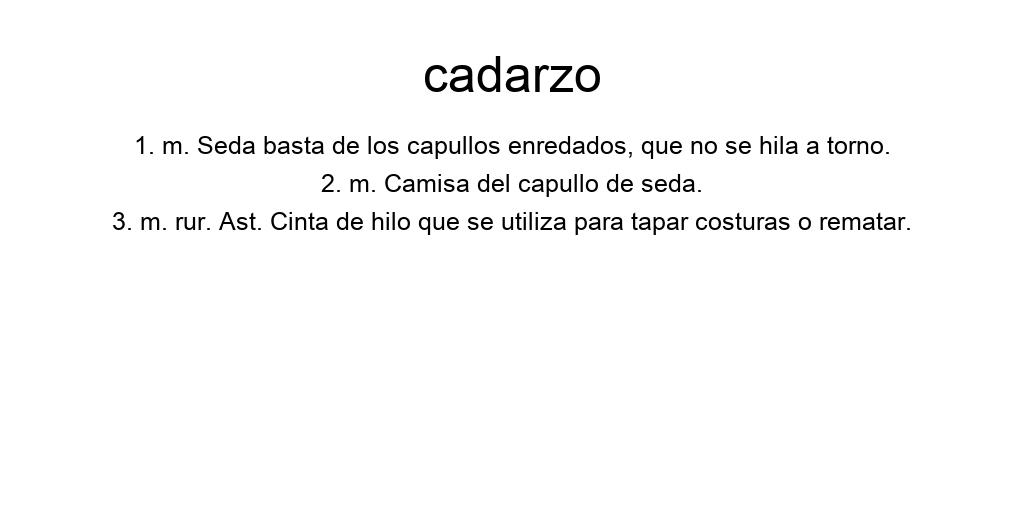 cadarzo
1. m. Seda basta de los capullos enredados, que no se hila a torno.
2. m. Camisa del capullo de seda.
3. m. rur. Ast. Cinta de hilo que se utiliza para tapar costuras o rematar.